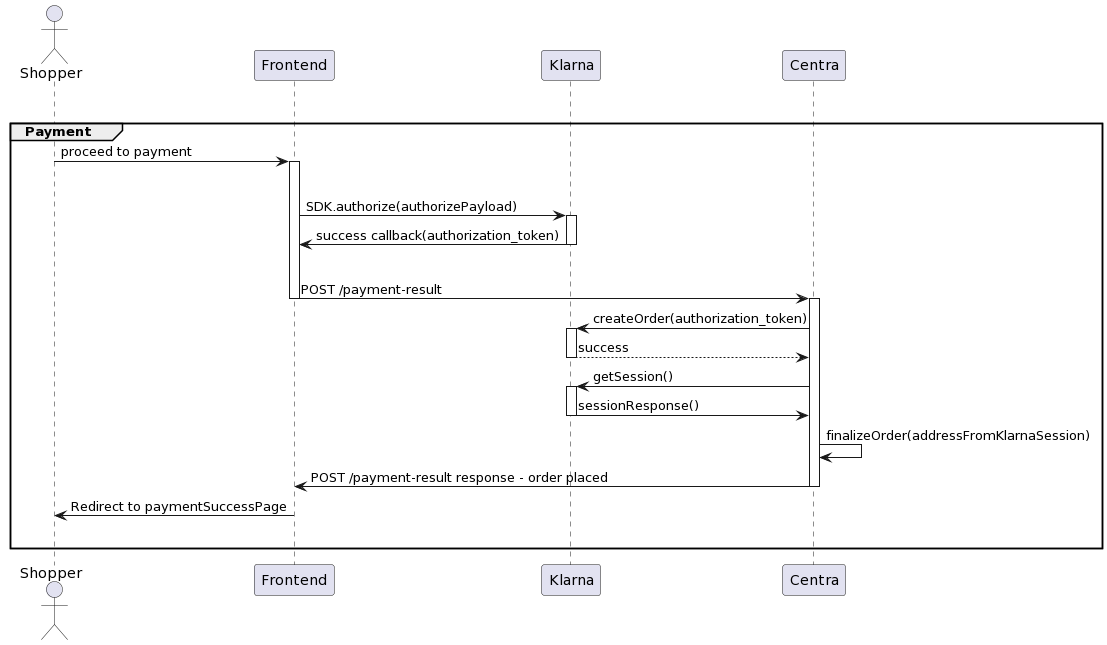 Shopper
Frontend
Klarna
Centra
Payment
proceed to payment
SDK.authorize(authorizePayload)
success callback(authorization_token)
POST /payment-result
createOrder(authorization_token)
success
getSession()
sessionResponse()
finalizeOrder(addressFromKlarnaSession)
POST /payment-result response - order placed
Redirect to paymentSuccessPage
Shopper
Frontend
Klarna
Centra